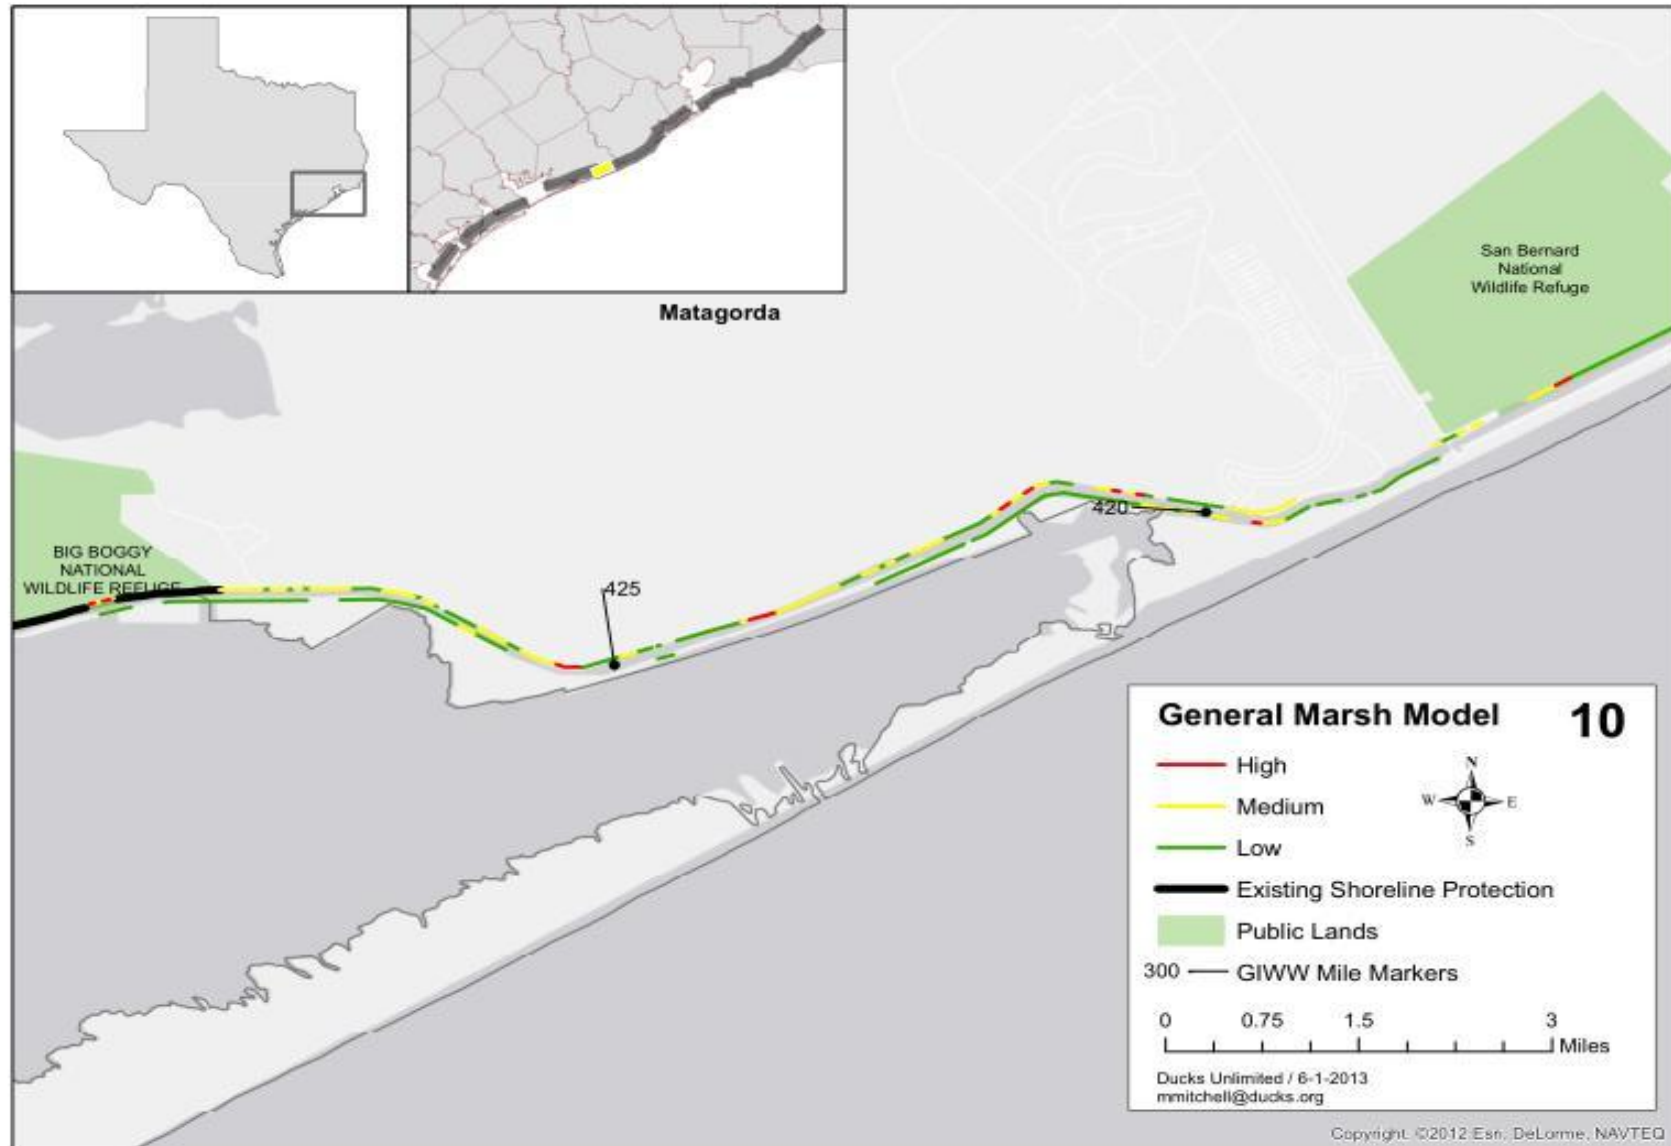 Matagorda
San Bernard
National
Wildlife Refuge
BIG BOGGY
NATIONAL
WILDLIFE REFUGE
420
425
General Marsh Model 10
High
Medium
Low
Existing Shoreline Protection
Public Lands
300 GIWW Mile Markers
N
W E
S
0 0.75 1.5 3
Miles
Ducks Unlimited / 6-1-2013
mmitchell@ducks.org
Copyright: ©2012 Esri, DeLorme, NAVTEQ